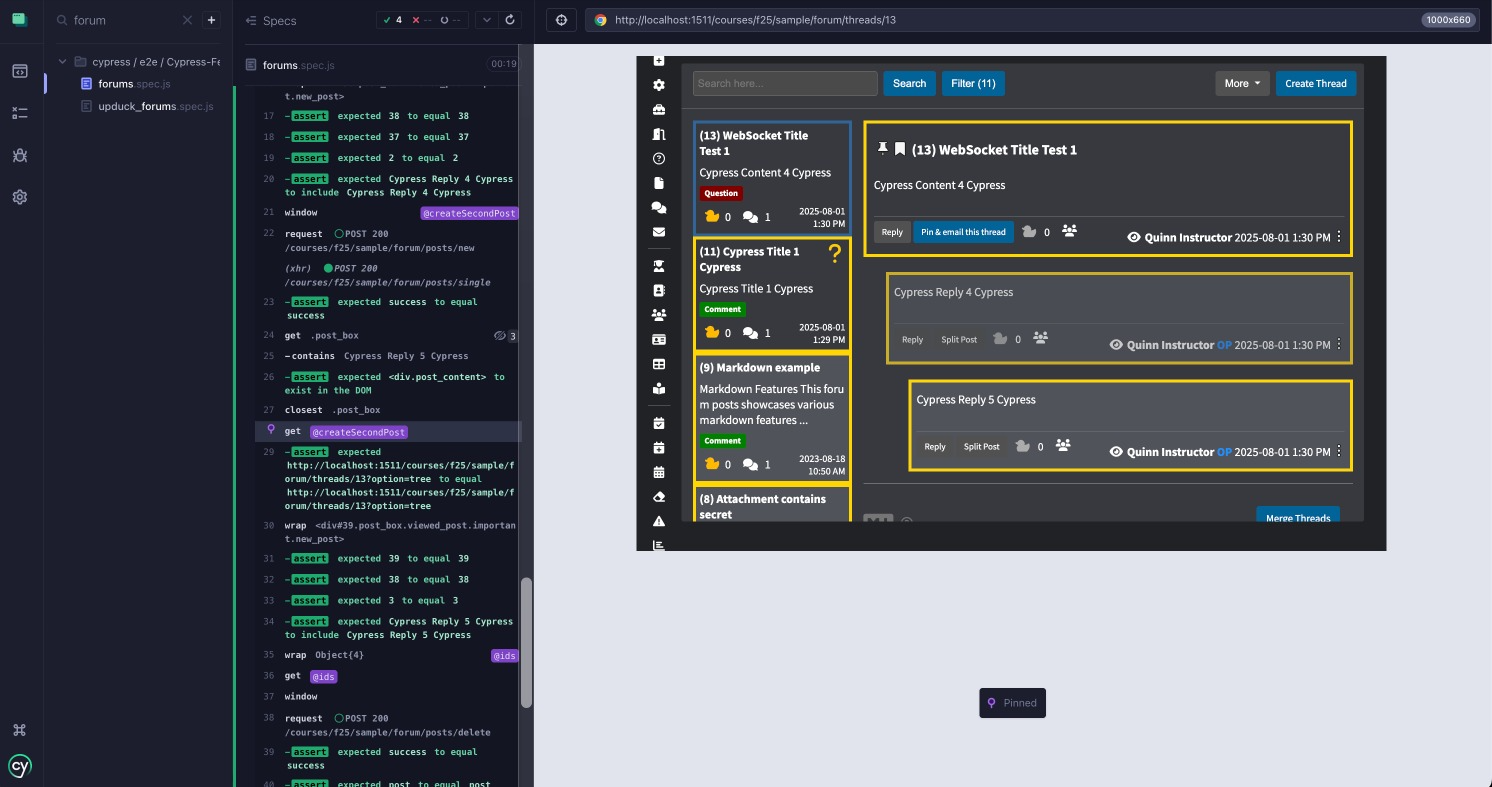 forum
+
cypress / e2e / Cypress-Fe
forums.spec.js
upduck_forums.spec.js
cy
Specs
4 -- --
forums.spec.js
00:19
t.new_post>
17 -assert expected 38 to equal 38
18 -assert expected 37 to equal 37
19 -assert expected 2 to equal 2
20 -assert expected Cypress Reply 4 Cypress
to include Cypress Reply 4 Cypress
21 window @createSecondPost
22 request POST 200
/courses/f25/sample/forum/posts/new
(xhr) POST 200
/courses/f25/sample/forum/posts/single
23 -assert expected success to equal
success
24 get .post_box 3
25 -contains Cypress Reply 5 Cypress
26 -assert expected <div.post_content> to
exist in the DOM
27 closest .post_box
get @createSecondPost
29 -assert expected
http://localhost:1511/courses/f25/sample/f
orum/threads/13?option=tree to equal
http://localhost:1511/courses/f25/sample/f
orum/threads/13?option=tree
30 wrap <div#39.post_box.viewed_post.importan
t.new_post>
31 -assert expected 39 to equal 39
32 -assert expected 38 to equal 38
33 -assert expected 3 to equal 3
34 -assert expected Cypress Reply 5 Cypress
to include Cypress Reply 5 Cypress
35 wrap Object{4} @ids
36 get @ids
37 window
38 request POST 200
/courses/f25/sample/forum/posts/delete
39 -assert expected success to equal
success
40 -assert expected post to equal post
http://localhost:1511/courses/f25/sample/forum/threads/13
1000x660
Search here...
Search
Filter (11)
More
Create Thread
(13) WebSocket Title
Test 1
Cypress Content 4 Cypress
Question
0 1 2025-08-01
1:30 PM
(11) Cypress Title 1
Cypress
?
Cypress Title 1 Cypress
Comment
0 1 2025-08-01
1:29 PM
(9) Markdown example
Markdown Features This foru
m posts showcases various
markdown features ...
Comment
0 1 2023-08-18
10:50 AM
(8) Attachment contains
secret
(13) WebSocket Title Test 1
Cypress Content 4 Cypress
Reply
Pin & email this thread
0
Quinn Instructor 2025-08-01 1:30 PM
Cypress Reply 4 Cypress
Reply Split Post 0
Quinn Instructor OP 2025-08-01 1:30 PM
Cypress Reply 5 Cypress
Reply Split Post 0
Quinn Instructor OP 2025-08-01 1:30 PM
Merge Threads
Pinned